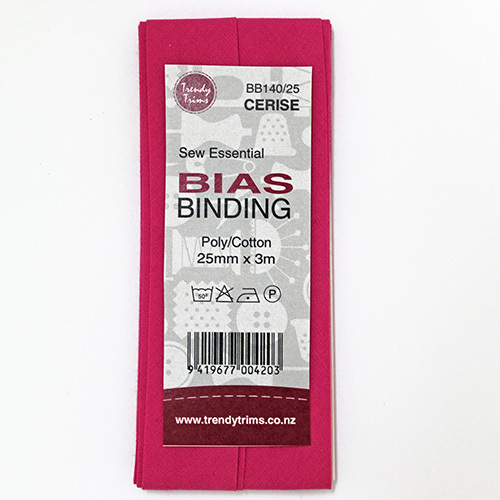 Trendy
Trims
BB140/25
CERISE
Sew Essential
BIAS
BINDING
Poly/Cotton
25mm x 3m
50°
P
9 419677 004203
www.trendytrims.co.nz